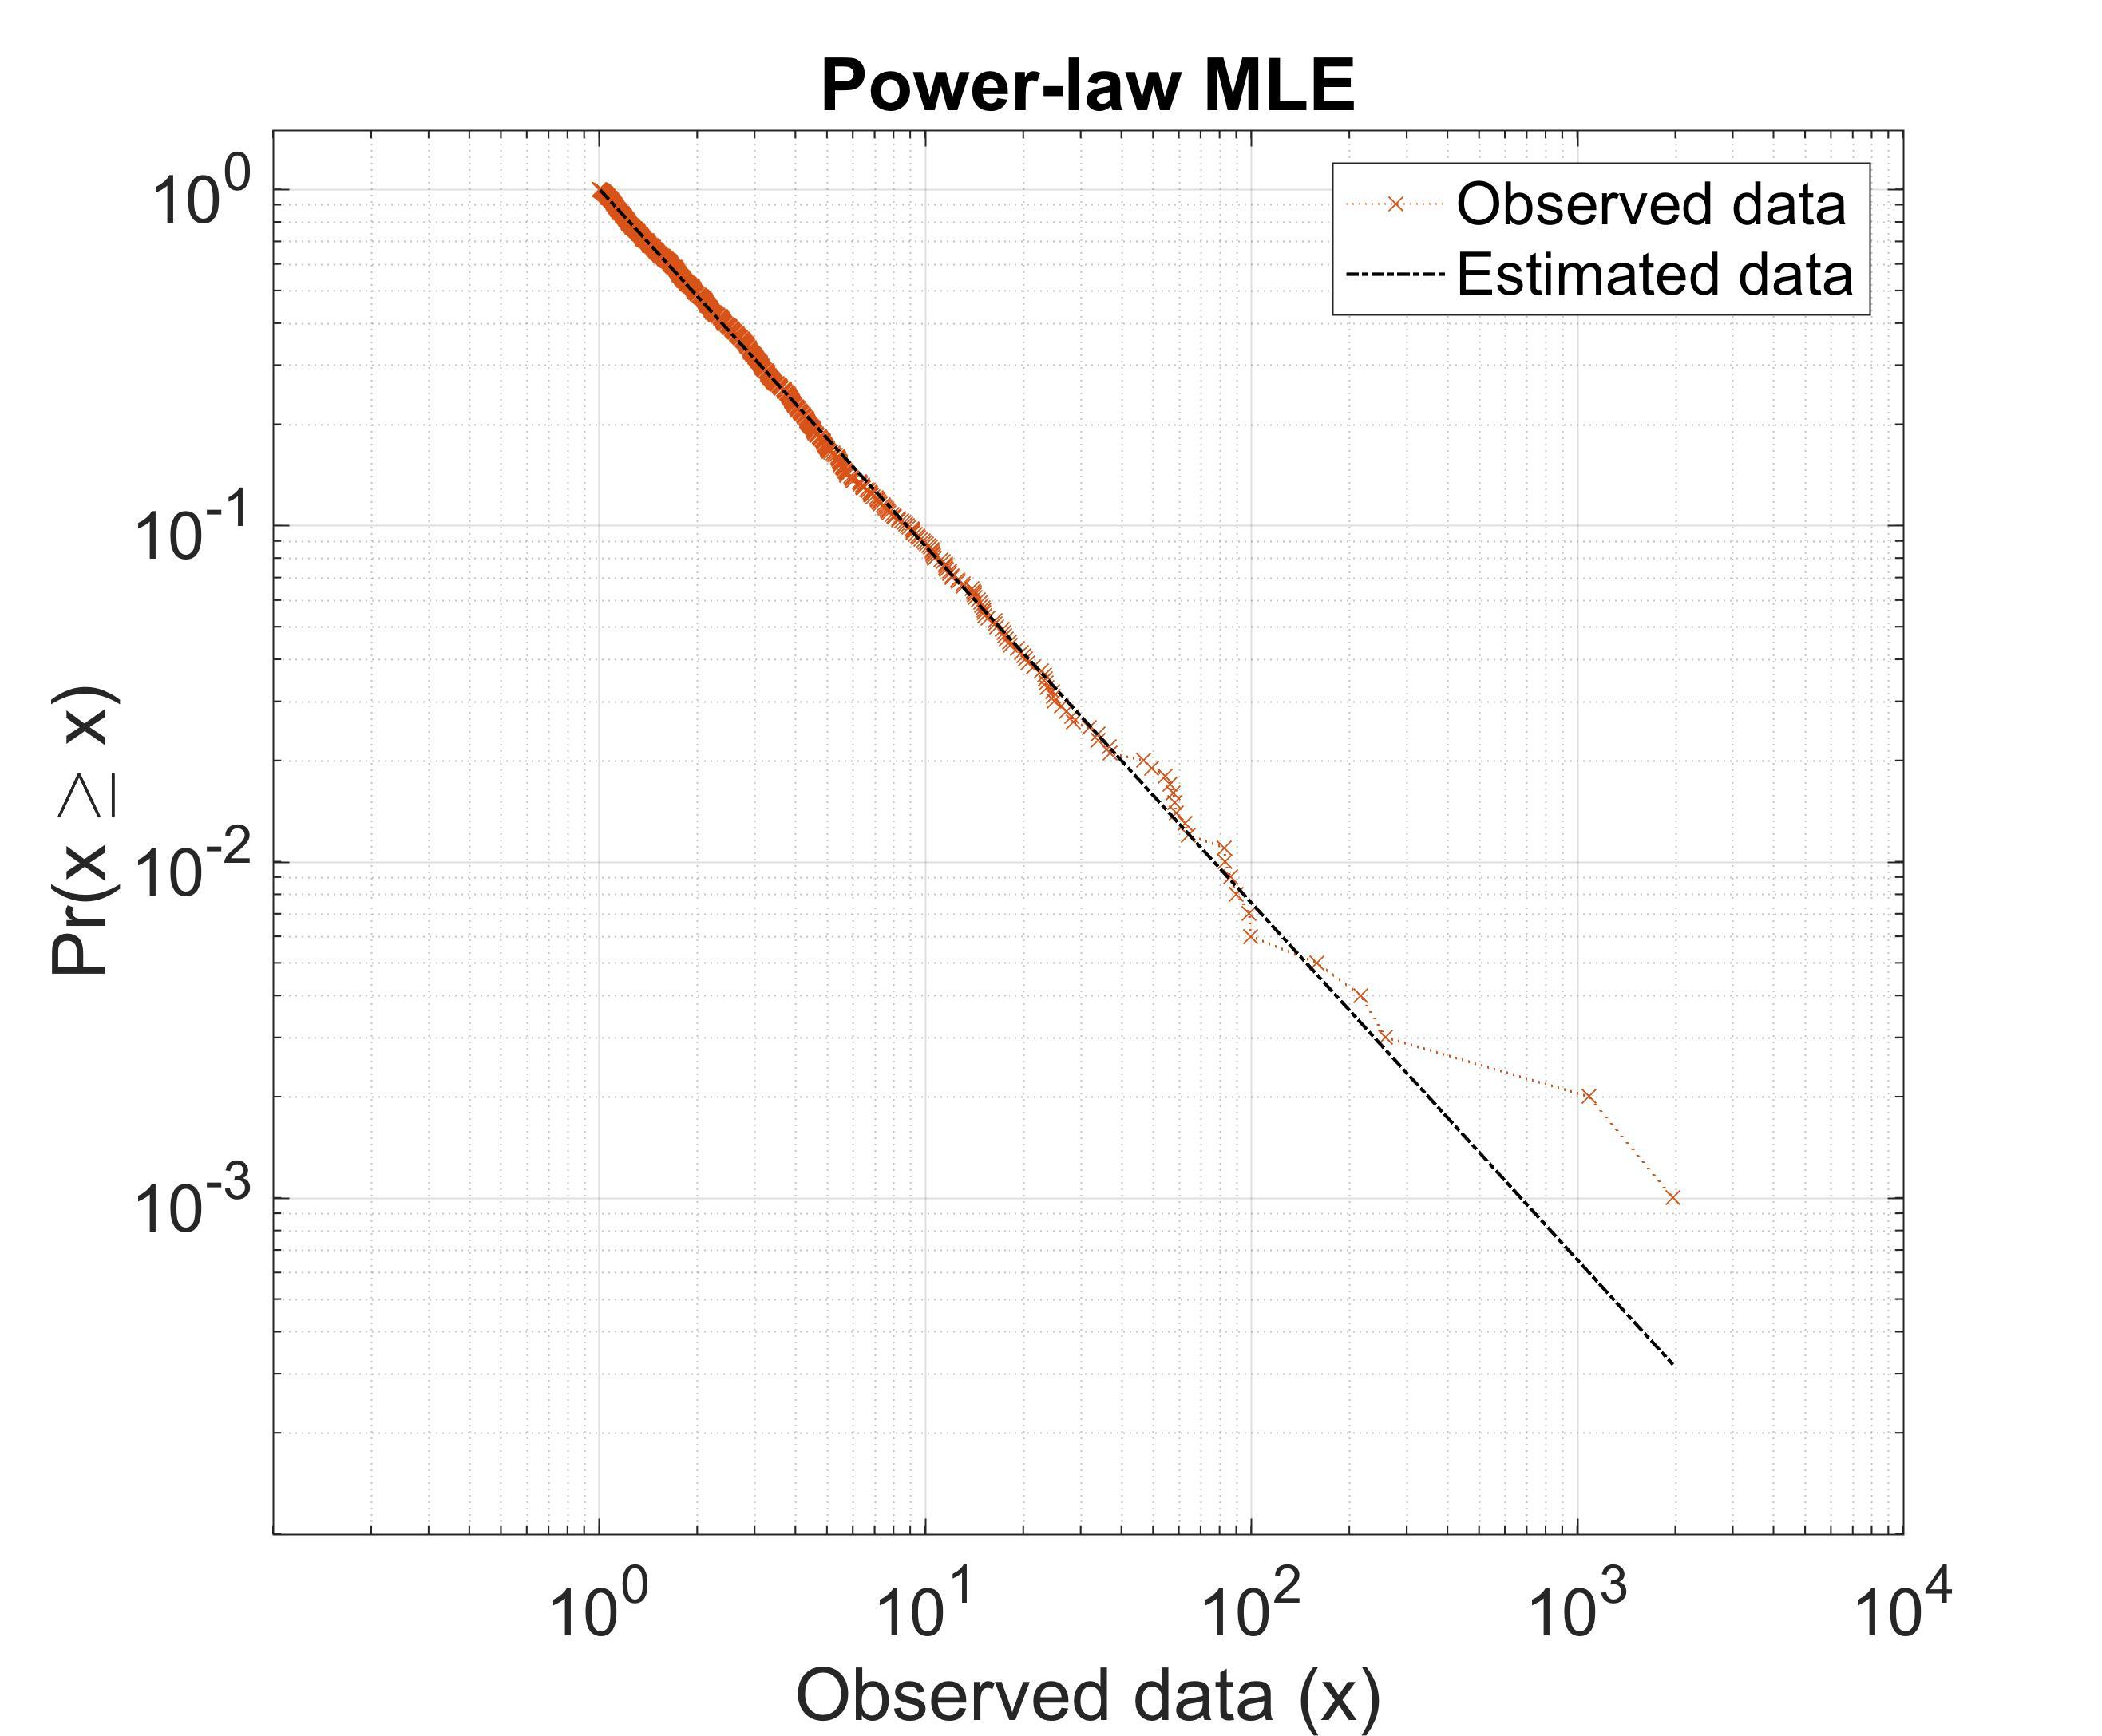 Power-law MLE
Observed data
Estimated data
10^0
10^-1
10^-2
10^-3
Pr(x ≥ x)
10^0 10^1 10^2 10^3 10^4
Observed data (x)